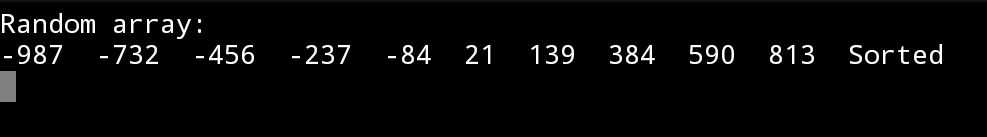 Random array:
-987  -732  -456  -237  -84  21  139  384  590  813  Sorted